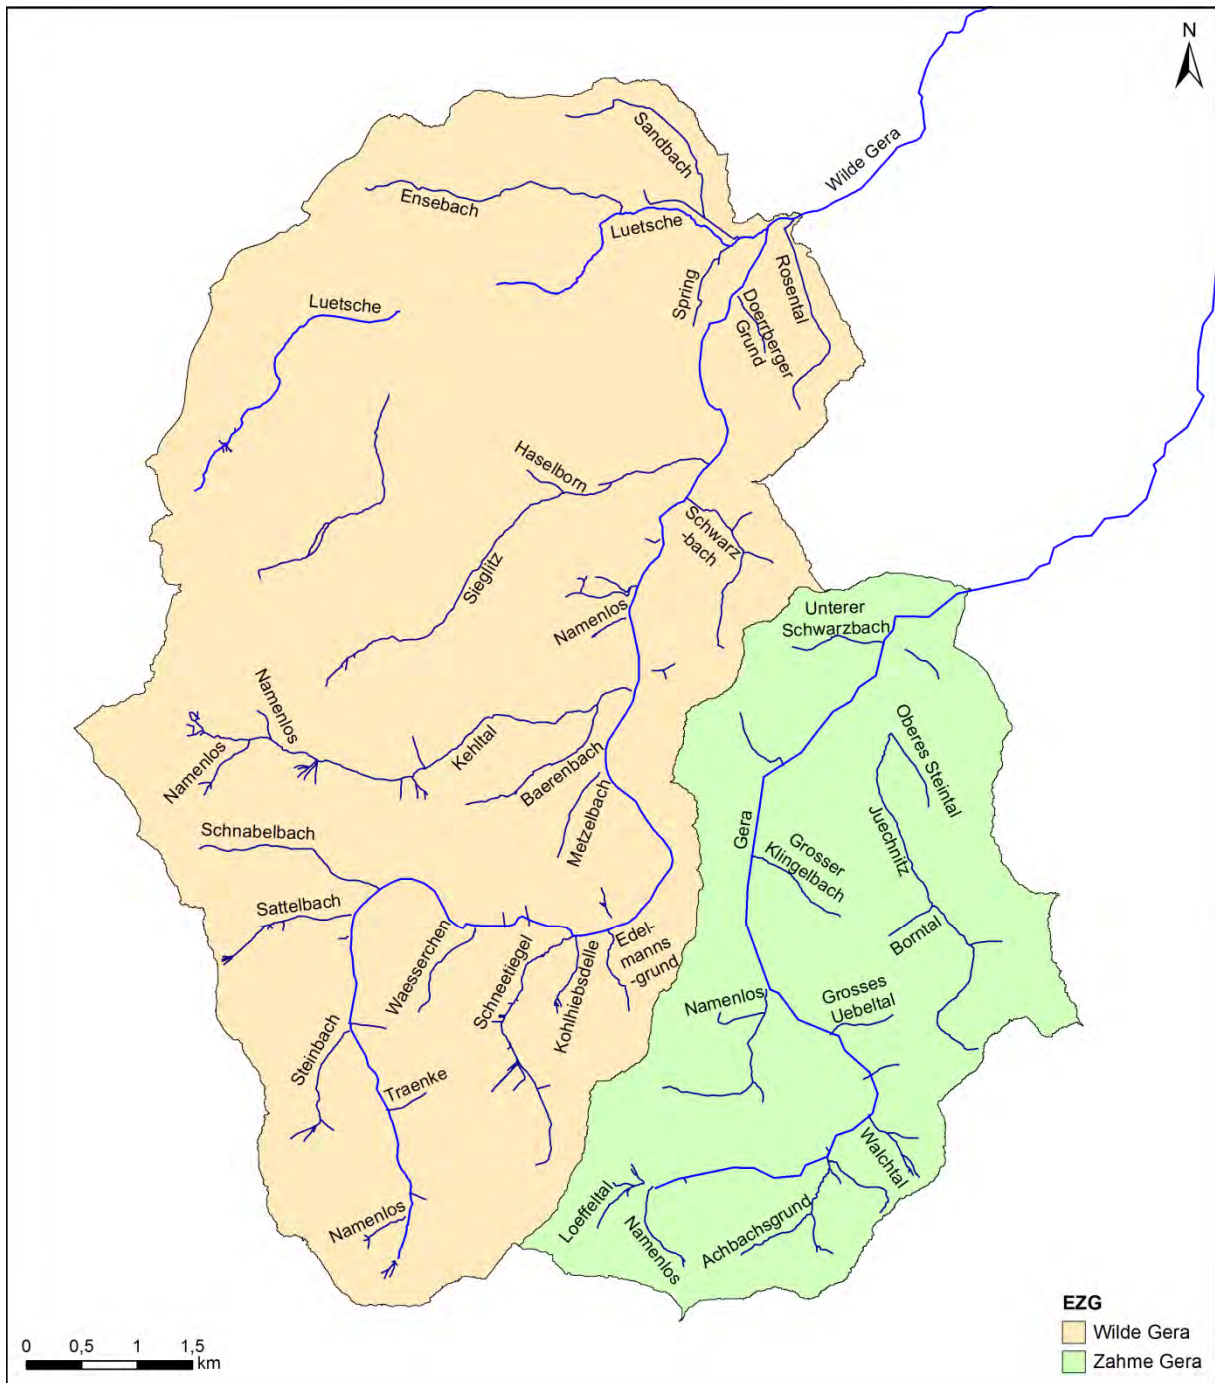 N
Sandbach
Wilde Gera
Ensebach
Luetsche
Rosental
Spring
Luetsche
Doerrberger
Grund
Haselborn
Schwarz
-bach
Sieglitz
Namenlos
Unterer
Schwarzbach
Namenlos
Namenlos
Kehltal
Baerenbach
Metzelbach
Oberes Steintal
Juechnitz
Gera
Grosser
Klingelbach
Schnabelbach
Sattelbach
Borntal
Waesserchen
Schneetiegel
Kohlhiebsdelle
Edel-
manns
-grund
Namenlos
Grosses
Uebeltal
Steinbach
Traenke
Walchtal
Loeffeltal
Namenlos
Namenlos
Achbachsgrund
EZG
Wilde Gera
Zahme Gera
0 0,5 1 1,5
km